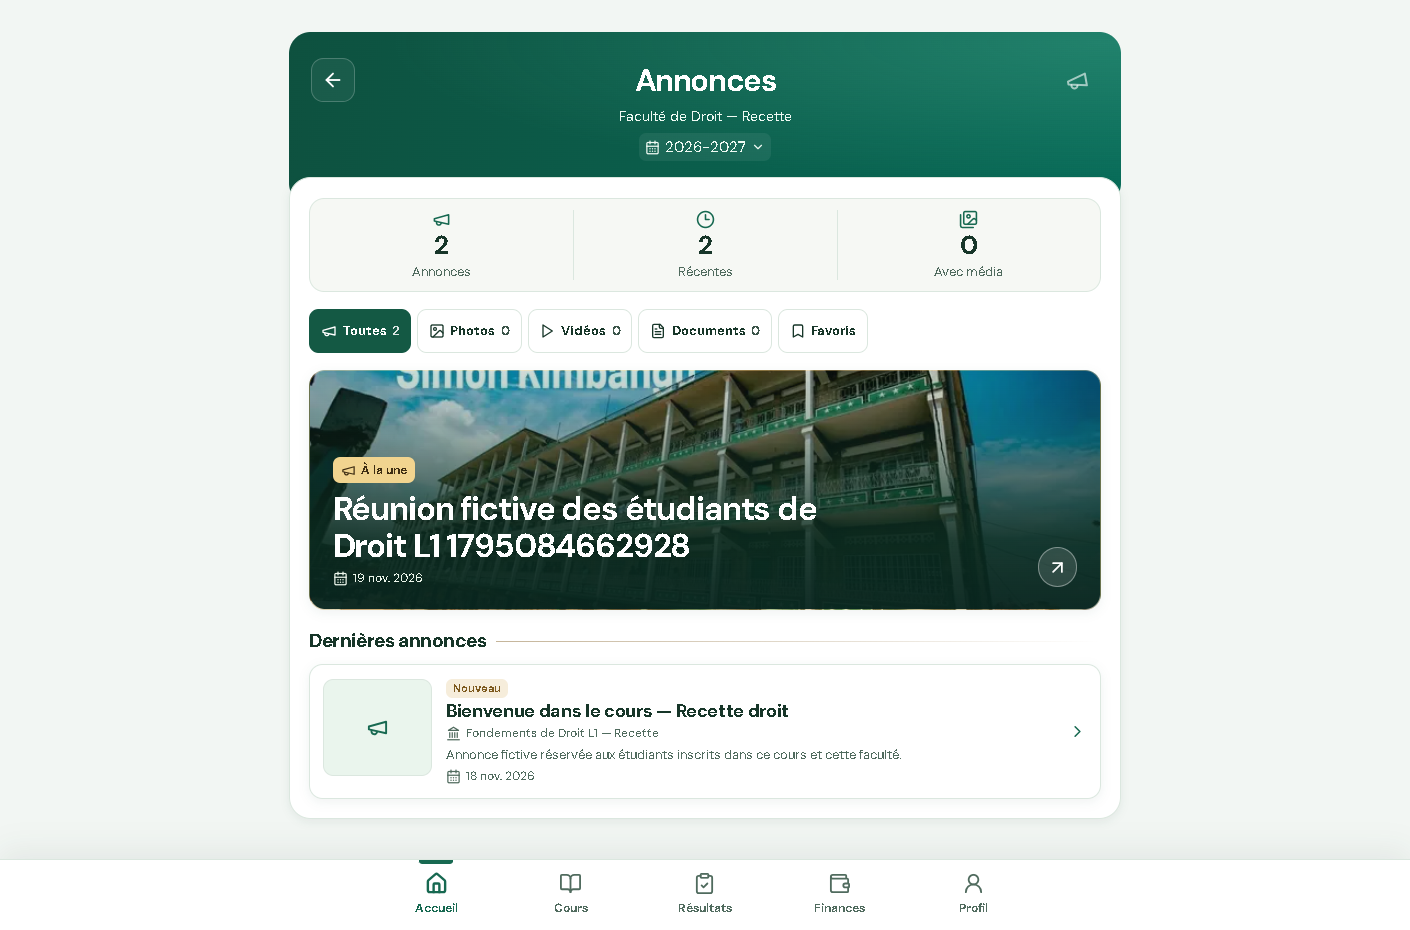 Annonces
Faculté de Droit — Recette
2026-2027
2
Annonces
2
Récentes
0
Avec média
Toutes 2
Photos 0
Vidéos 0
Documents 0
Favoris
Simon Kimbangu
À la une
Réunion fictive des étudiants de
Droit L1 1795084662928
19 nov. 2026
Dernières annonces
Nouveau
Bienvenue dans le cours — Recette droit
Fondements de Droit L1 — Recette
Annonce fictive réservée aux étudiants inscrits dans ce cours et cette faculté.
18 nov. 2026
Accueil
Cours
Résultats
Finances
Profil